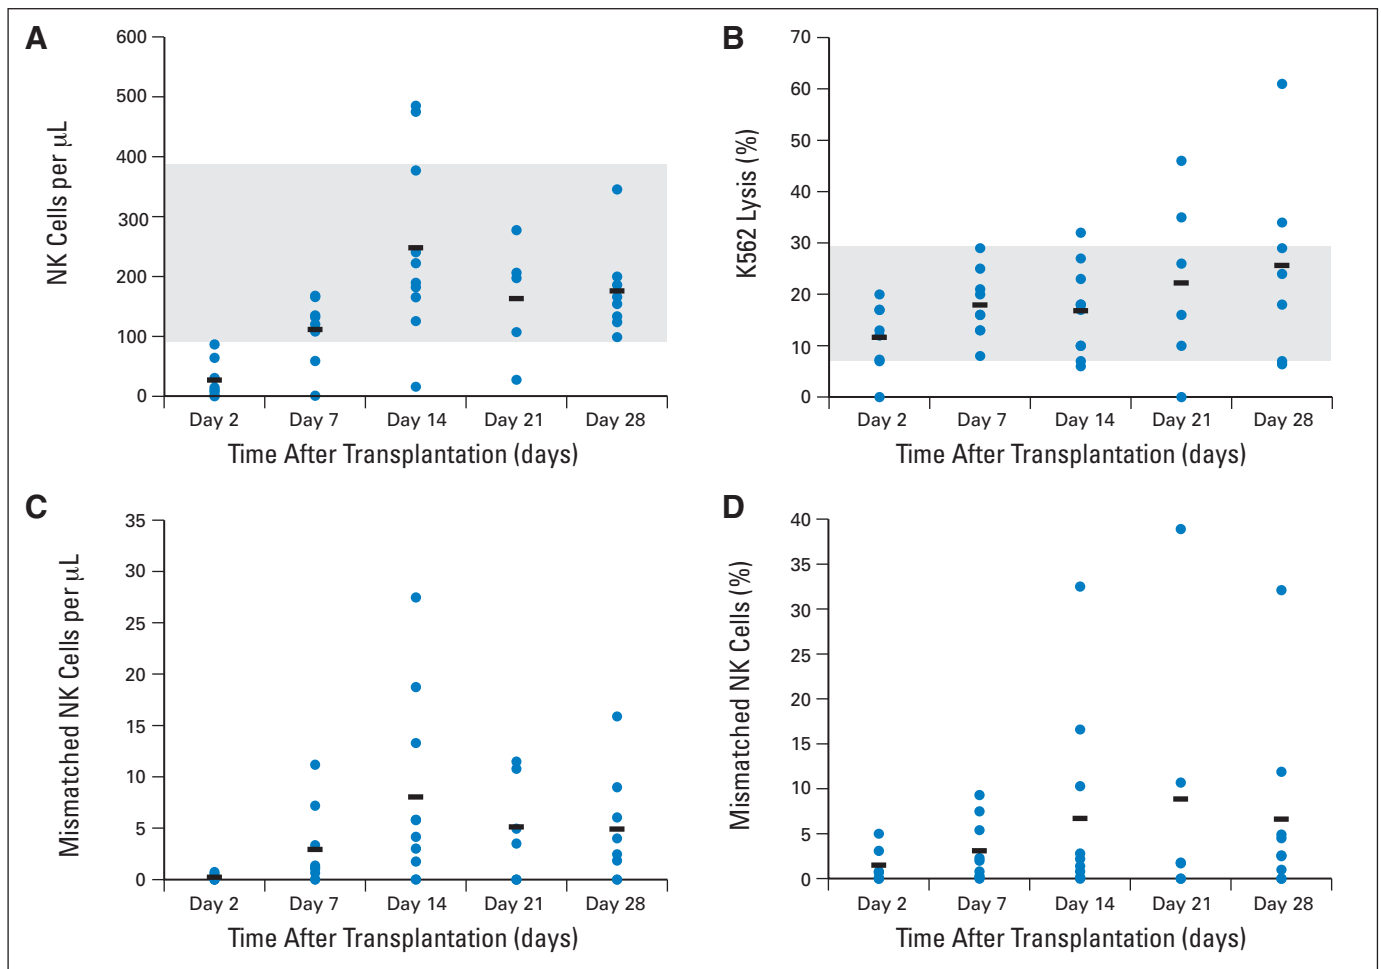 A
NK Cells per μL
600
500
400
300
200
100
0
Day 2 Day 7 Day 14 Day 21 Day 28
Time After Transplantation (days)
B
K562 Lysis (%)
70
60
50
40
30
20
10
0
Day 2 Day 7 Day 14 Day 21 Day 28
Time After Transplantation (days)
C
Mismatched NK Cells per μL
35
30
25
20
15
10
5
0
Day 2 Day 7 Day 14 Day 21 Day 28
Time After Transplantation (days)
D
Mismatched NK Cells (%)
40
35
30
25
20
15
10
5
0
Day 2 Day 7 Day 14 Day 21 Day 28
Time After Transplantation (days)